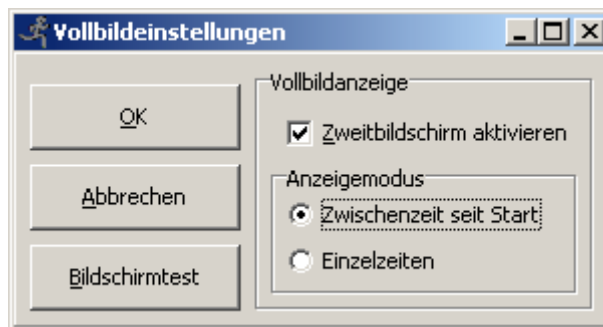 Vollbildeinstellungen
OK
Abbrechen
Bildschirmtest
Vollbildanzeige
Zweitbildschirm aktivieren
Anzeigemodus
Zwischenzeit seit Start
Einzelzeiten